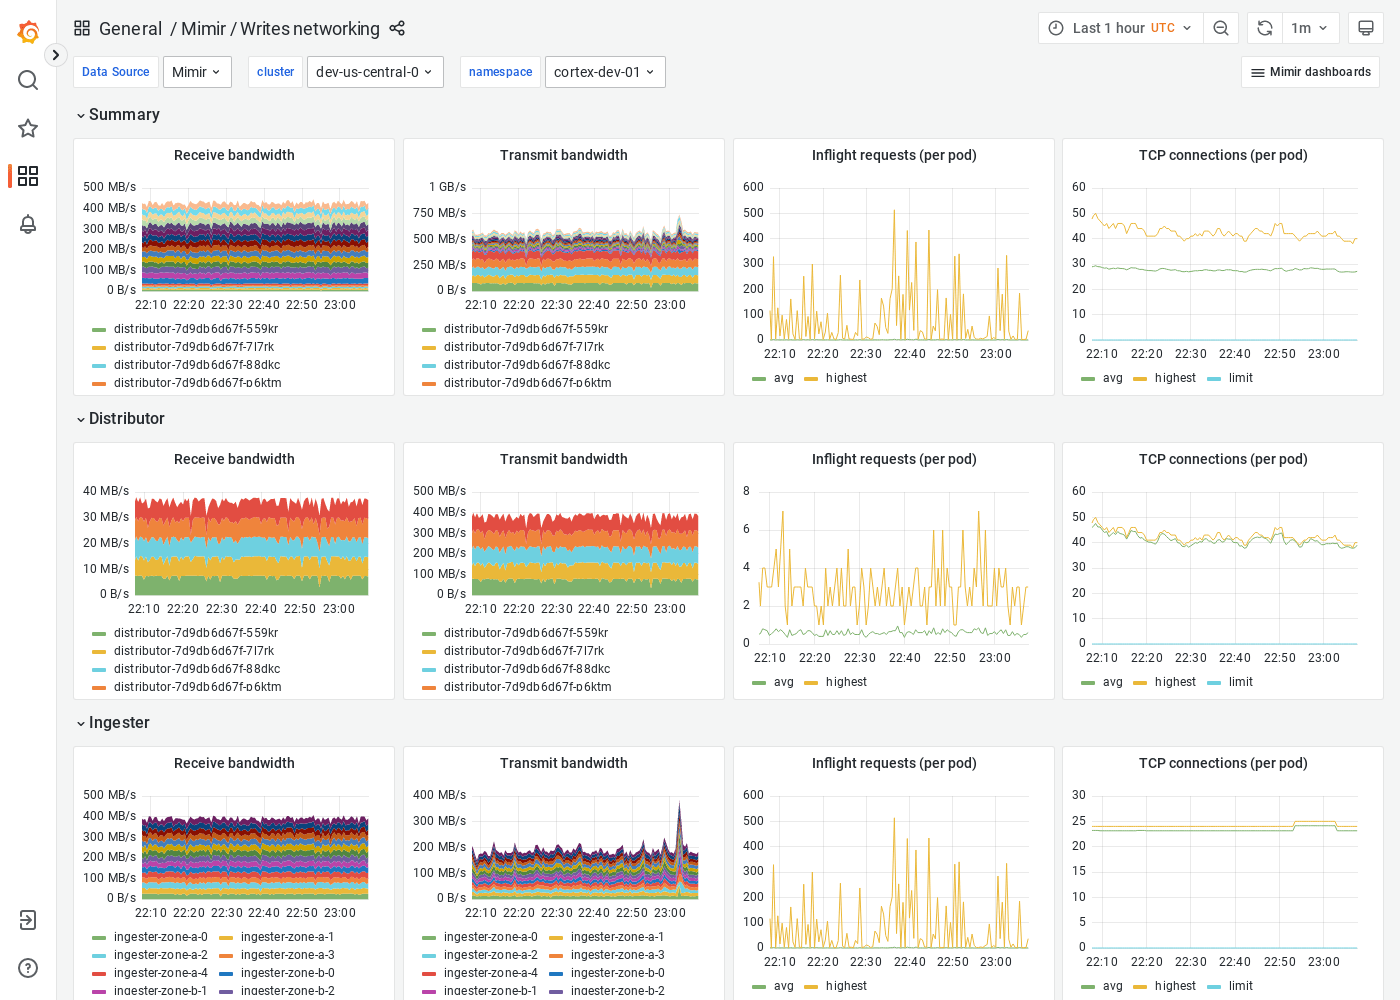 General / Mimir / Writes networking
Last 1 hour UTC
1m
Data Source Mimir cluster dev-us-central-0 namespace cortex-dev-01
Mimir dashboards
Summary
Receive bandwidth
500 MB/s
400 MB/s
300 MB/s
200 MB/s
100 MB/s
0 B/s
22:10 22:20 22:30 22:40 22:50 23:00
distributor-7d9db6d67f-559kr
distributor-7d9db6d67f-7l7rk
distributor-7d9db6d67f-88dkc
distributor-7d9db6d67f-p6ktm
Transmit bandwidth
1 GB/s
750 MB/s
500 MB/s
250 MB/s
0 B/s
22:10 22:20 22:30 22:40 22:50 23:00
distributor-7d9db6d67f-559kr
distributor-7d9db6d67f-7l7rk
distributor-7d9db6d67f-88dkc
distributor-7d9db6d67f-p6ktm
Inflight requests (per pod)
600
500
400
300
200
100
0
22:10 22:20 22:30 22:40 22:50 23:00
avg highest
TCP connections (per pod)
60
50
40
30
20
10
0
22:10 22:20 22:30 22:40 22:50 23:00
avg highest limit
Distributor
Receive bandwidth
40 MB/s
30 MB/s
20 MB/s
10 MB/s
0 B/s
22:10 22:20 22:30 22:40 22:50 23:00
distributor-7d9db6d67f-559kr
distributor-7d9db6d67f-7l7rk
distributor-7d9db6d67f-88dkc
distributor-7d9db6d67f-p6ktm
Transmit bandwidth
500 MB/s
400 MB/s
300 MB/s
200 MB/s
100 MB/s
0 B/s
22:10 22:20 22:30 22:40 22:50 23:00
distributor-7d9db6d67f-559kr
distributor-7d9db6d67f-7l7rk
distributor-7d9db6d67f-88dkc
distributor-7d9db6d67f-p6ktm
Inflight requests (per pod)
8
6
4
2
0
22:10 22:20 22:30 22:40 22:50 23:00
avg highest
TCP connections (per pod)
60
50
40
30
20
10
0
22:10 22:20 22:30 22:40 22:50 23:00
avg highest limit
Ingester
Receive bandwidth
500 MB/s
400 MB/s
300 MB/s
200 MB/s
100 MB/s
0 B/s
22:10 22:20 22:30 22:40 22:50 23:00
ingester-zone-a-0 ingester-zone-a-1
ingester-zone-a-2 ingester-zone-a-3
ingester-zone-a-4 ingester-zone-b-0
ingester-zone-b-1 ingester-zone-b-2
Transmit bandwidth
400 MB/s
300 MB/s
200 MB/s
100 MB/s
0 B/s
22:10 22:20 22:30 22:40 22:50 23:00
ingester-zone-a-0 ingester-zone-a-1
ingester-zone-a-2 ingester-zone-a-3
ingester-zone-a-4 ingester-zone-b-0
ingester-zone-b-1 ingester-zone-b-2
Inflight requests (per pod)
600
500
400
300
200
100
0
22:10 22:20 22:30 22:40 22:50 23:00
avg highest
TCP connections (per pod)
30
25
20
15
10
5
0
22:10 22:20 22:30 22:40 22:50 23:00
avg highest limit